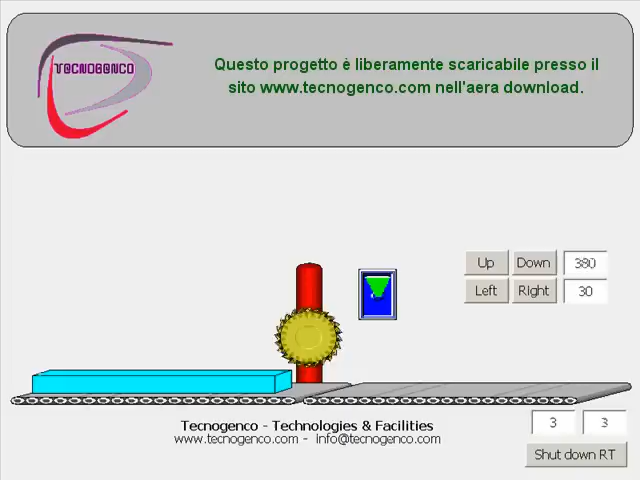 TECNOGENCO
Questo progetto è liberamente scaricabile presso il
sito www.tecnogenco.com nell'aera download.
Up Down 380
Left Right 30
3 3
Tecnogenco - Technologies & Facilities
www.tecnogenco.com - Info@tecnogenco.com
Shut down RT